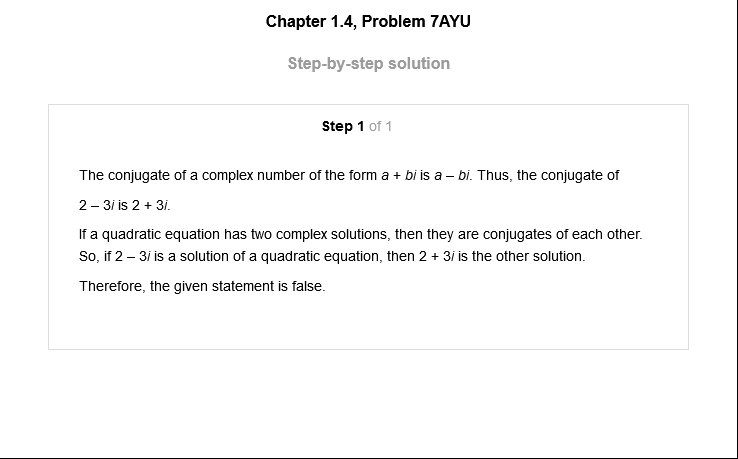 Chapter 1.4, Problem 7AYU
Step-by-step solution
Step 1 of 1
The conjugate of a complex number of the form a + bi is a – bi. Thus, the conjugate of
2 – 3i is 2 + 3i.
If a quadratic equation has two complex solutions, then they are conjugates of each other.
So, if 2 – 3i is a solution of a quadratic equation, then 2 + 3i is the other solution.
Therefore, the given statement is false.